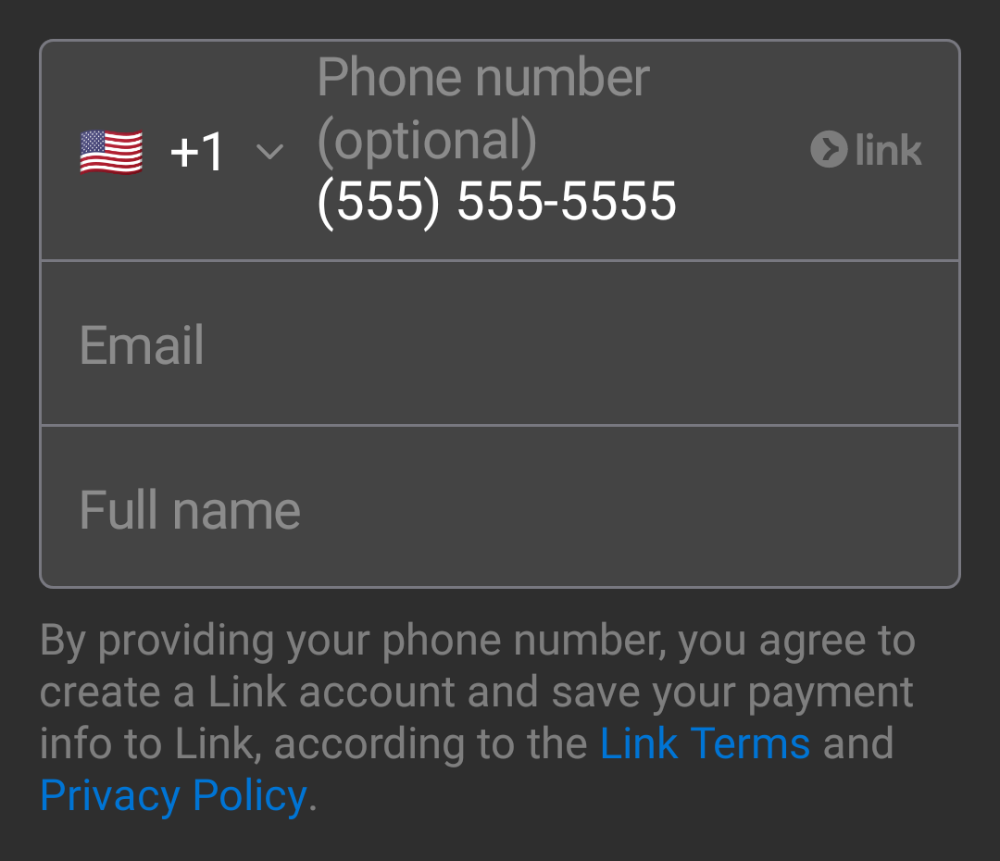 Phone number
(optional)
+1
(555) 555-5555
link
Email
Full name
By providing your phone number, you agree to
create a Link account and save your payment
info to Link, according to the Link Terms and
Privacy Policy.